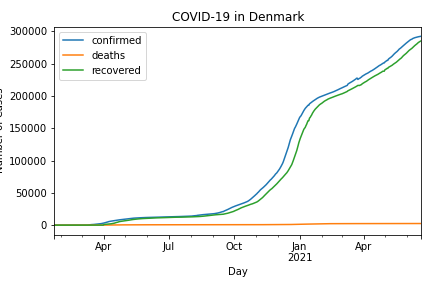 COVID-19 in Denmark
confirmed
deaths
recovered
300000
250000
200000
150000
100000
50000
0
Apr
Jul
Oct
Jan
2021
Apr
Day